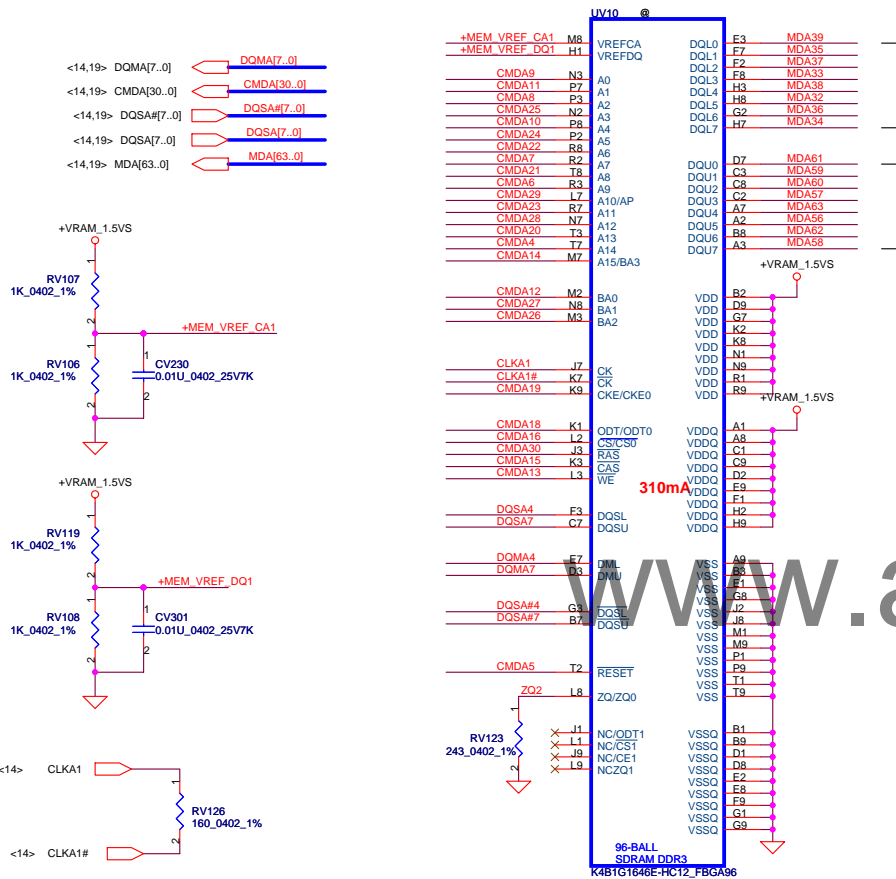 <14,19> DQMA[7..0] DQMA[7..0]
<14,19> CMDA[30..0] CMDA[30..0]
<14,19> DQSA#[7..0] DQSA#[7..0]
<14,19> DQSA[7..0] DQSA[7..0]
<14,19> MDA[63..0] MDA[63..0]
+VRAM_1.5VS
1
RV107
1K_0402_1%
2
+MEM_VREF_CA1
1
RV106
1K_0402_1%
2
1
CV230
0.01U_0402_25V7K
2
+VRAM_1.5VS
1
RV119
1K_0402_1%
2
+MEM_VREF_DQ1
1
RV108
1K_0402_1%
2
1
CV301
0.01U_0402_25V7K
2
<14> CLKA1
1
RV126
160_0402_1%
2
<14> CLKA1#
UV10 @
+MEM_VREF_CA1 M8 VREFCA
+MEM_VREF_DQ1 H1 VREFDQ
CMDA9 N3 A0
CMDA11 P7 A1
CMDA8 P3 A2
CMDA25 N2 A3
CMDA10 P8 A4
CMDA24 P2 A5
CMDA22 R8 A6
CMDA7 R2 A7
CMDA21 T8 A8
CMDA6 R3 A9
CMDA29 L7 A10/AP
CMDA23 R7 A11
CMDA28 N7 A12
CMDA20 T3 A13
CMDA4 T7 A14
CMDA14 M7 A15/BA3
CMDA12 M2 BA0
CMDA27 N8 BA1
CMDA26 M3 BA2
CLKA1 J7 CK
CLKA1# K7 CK
CMDA19 K9 CKE/CKE0
CMDA18 K1 ODT/ODT0
CMDA16 L2 CS/CS0
CMDA30 J3 RAS
CMDA15 K3 CAS
CMDA13 L3 WE
310mA
DQSA4 F3 DQSL
DQSA7 C7 DQSU
DQMA4 E7 DML
DQMA7 D3 DMU
DQSA#4 G3 DQSL
DQSA#7 B7 DQSU
CMDA5 T2 RESET
ZQ2 L8 ZQ/ZQ0
1
RV123
243_0402_1%
2
J1 NC/ODT1
L1 NC/CS1
J9 NC/CE1
L9 NCZQ1
DQL0 E3 MDA39
DQL1 F7 MDA35
DQL2 F2 MDA37
DQL3 F8 MDA33
DQL4 H3 MDA38
DQL5 H8 MDA32
DQL6 G2 MDA36
DQL7 H7 MDA34
DQU0 D7 MDA61
DQU1 C3 MDA59
DQU2 C8 MDA60
DQU3 C2 MDA57
DQU4 A7 MDA63
DQU5 A2 MDA56
DQU6 B8 MDA62
DQU7 A3 MDA58
+VRAM_1.5VS
VDD B2
VDD D9
VDD G7
VDD K2
VDD K8
VDD N1
VDD N9
VDD R1
VDD R9
+VRAM_1.5VS
VDDQ A1
VDDQ A8
VDDQ C1
VDDQ C9
VDDQ D2
VDDQ E9
VDDQ F1
VDDQ H2
VDDQ H9
VSS A9
VSS B3
VSS E1
VSS G8
VSS J2
VSS J8
VSS M1
VSS M9
VSS P1
VSS P9
VSS T1
VSS T9
VSSQ B1
VSSQ B9
VSSQ D1
VSSQ D8
VSSQ E2
VSSQ E8
VSSQ F9
VSSQ G1
VSSQ G9
www.a
96-BALL
SDRAM DDR3
K4B1G1646E-HC12_FBGA96